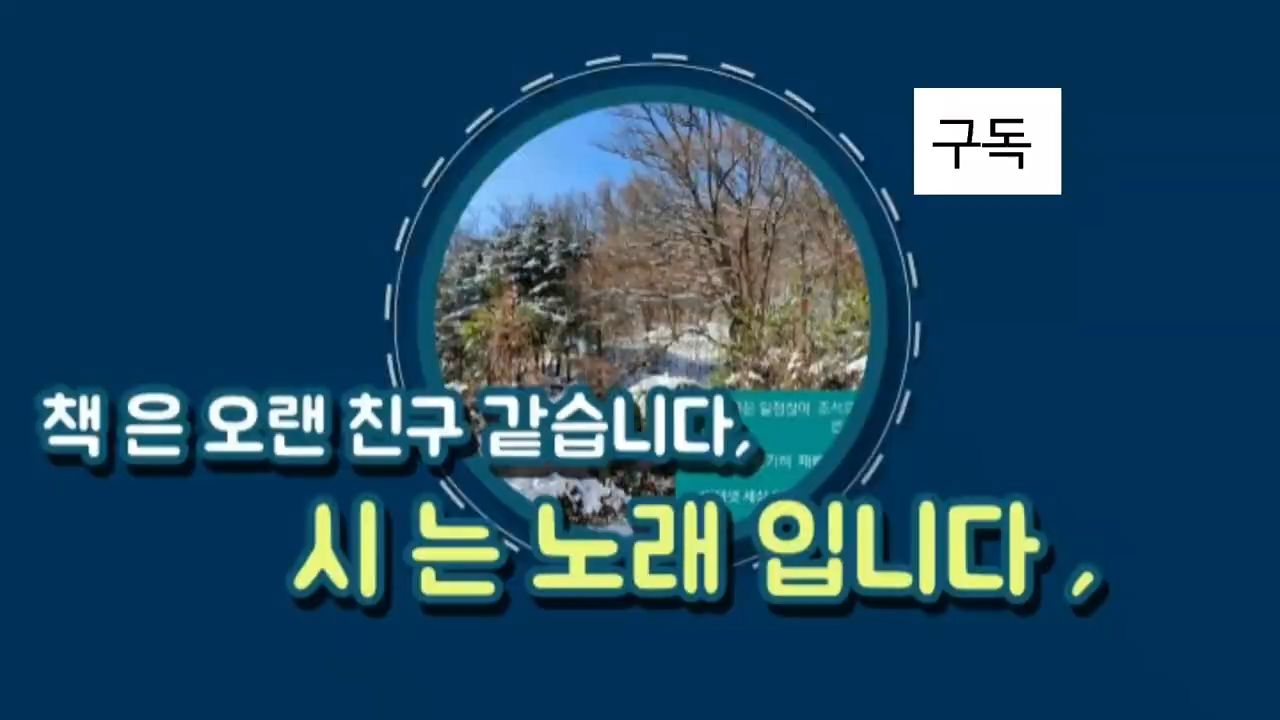 구독
책 은 오랜 친구 같습니다,
시 는 노래 입니다 ,